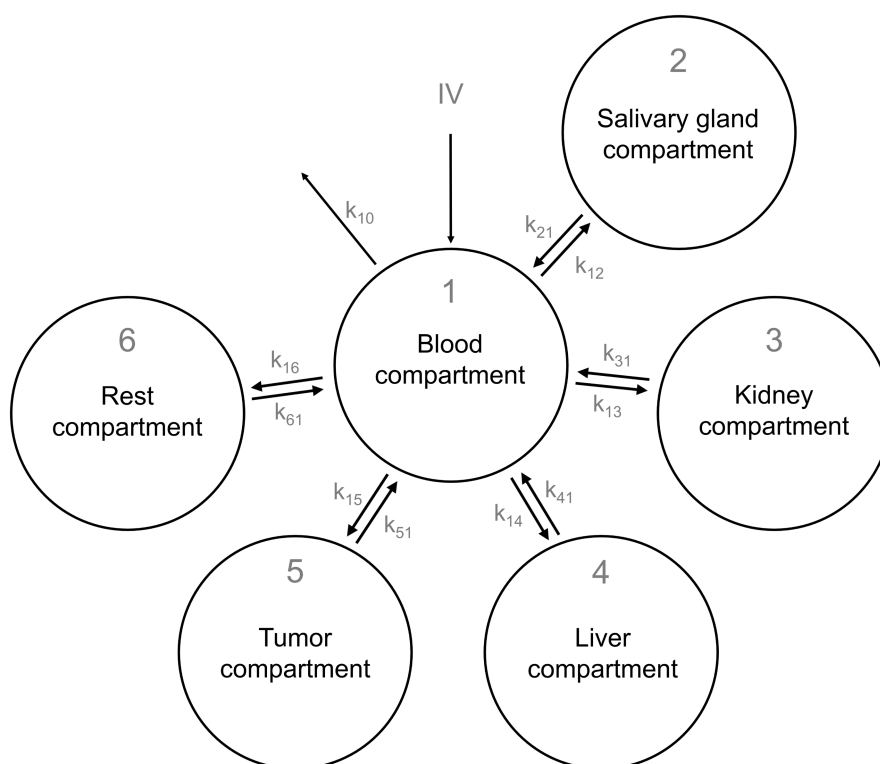 2
Salivary gland
compartment
IV
k10
k21
k12
1
Blood
compartment
6
Rest
compartment
k16
k61
k31
k13
3
Kidney
compartment
k15
k51
k14
k41
5
Tumor
compartment
4
Liver
compartment